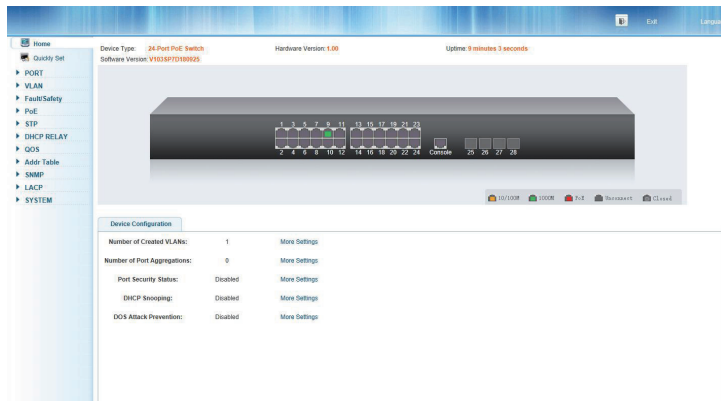 Exit
Home
Quickly Set
PORT
VLAN
Fault/Safety
PoE
STP
DHCP RELAY
QOS
Addr Table
SNMP
LACP
SYSTEM
Device Type: 24-Port PoE Switch Hardware Version: 1.00 Uptime: 9 minutes 3 seconds
Software Version: V103SP7D180925
1 3 5 7 9 11 13 15 17 19 21 23
2 4 6 8 10 12 14 16 18 20 22 24 Console 25 26 27 28
10/100M 1000M PoE Closed
Device Configuration
Number of Created VLANs: 1 More Settings
Number of Port Aggregations: 0 More Settings
Port Security Status: Disabled More Settings
DHCP Snooping: Disabled More Settings
DOS Attack Prevention: Disabled More Settings